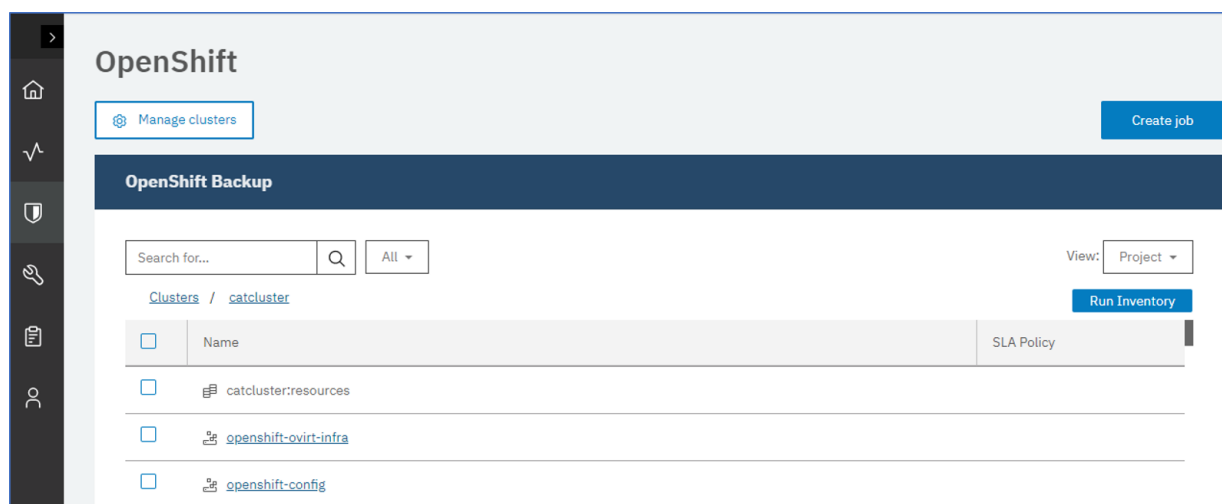 OpenShift
Manage clusters
Create job
OpenShift Backup
Search for...
All
View: Project
Clusters / catcluster
Run Inventory
Name SLA Policy
catcluster:resources
openshift-ovirt-infra
openshift-config